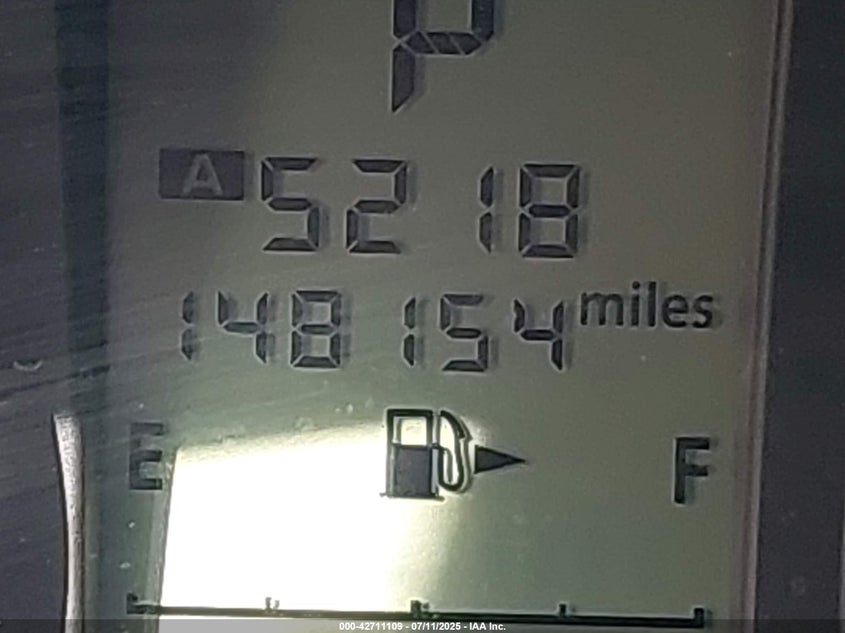 P
A 5218
148154 miles
E F
000-42711109 - 07/11/2025 - IAA Inc.